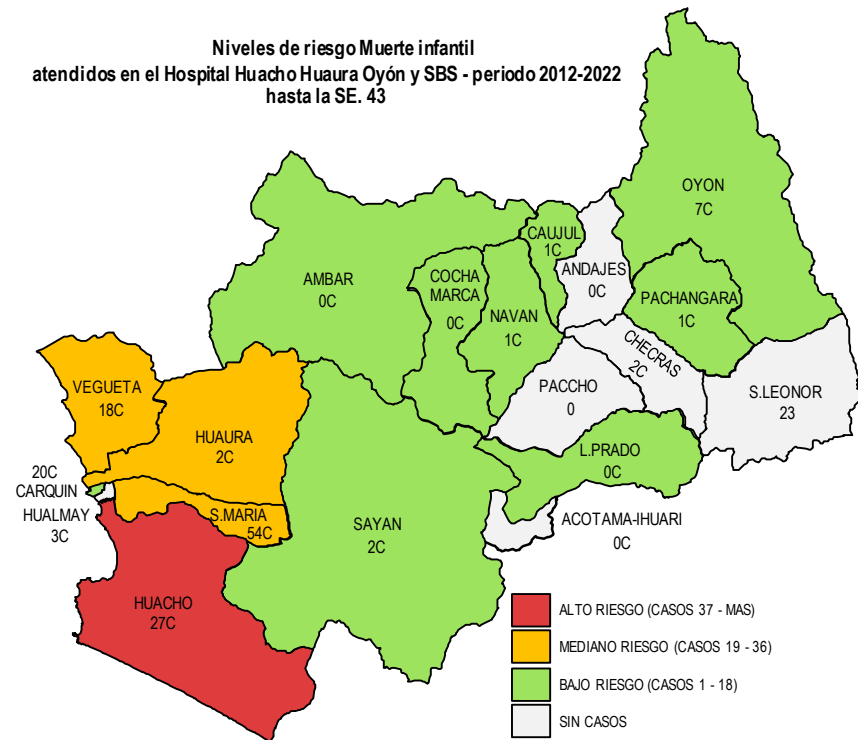 Niveles de riesgo Muerte infantil
atendidos en el Hospital Huacho Huaura Oyón y SBS - periodo 2012-2022
hasta la SE. 43
OYON
7C
CAUJUL
1C
ANDAJES
0C
AMBAR
0C
COCHA
MARCA
0C
NAVAN
1C
PACHANGARA
1C
CHECRAS
2C
PACCHO
0
S.LEONOR
23
VEGUETA
18C
HUAURA
2C
L.PRADO
0C
20C
CARQUIN
HUALMAY
3C
S.MARIA
54C
SAYAN
2C
ACOTAMA-IHUARI
0C
HUACHO
27C
ALTO RIESGO (CASOS 37 - MAS)
MEDIANO RIESGO (CASOS 19 - 36)
BAJO RIESGO (CASOS 1 - 18)
SIN CASOS